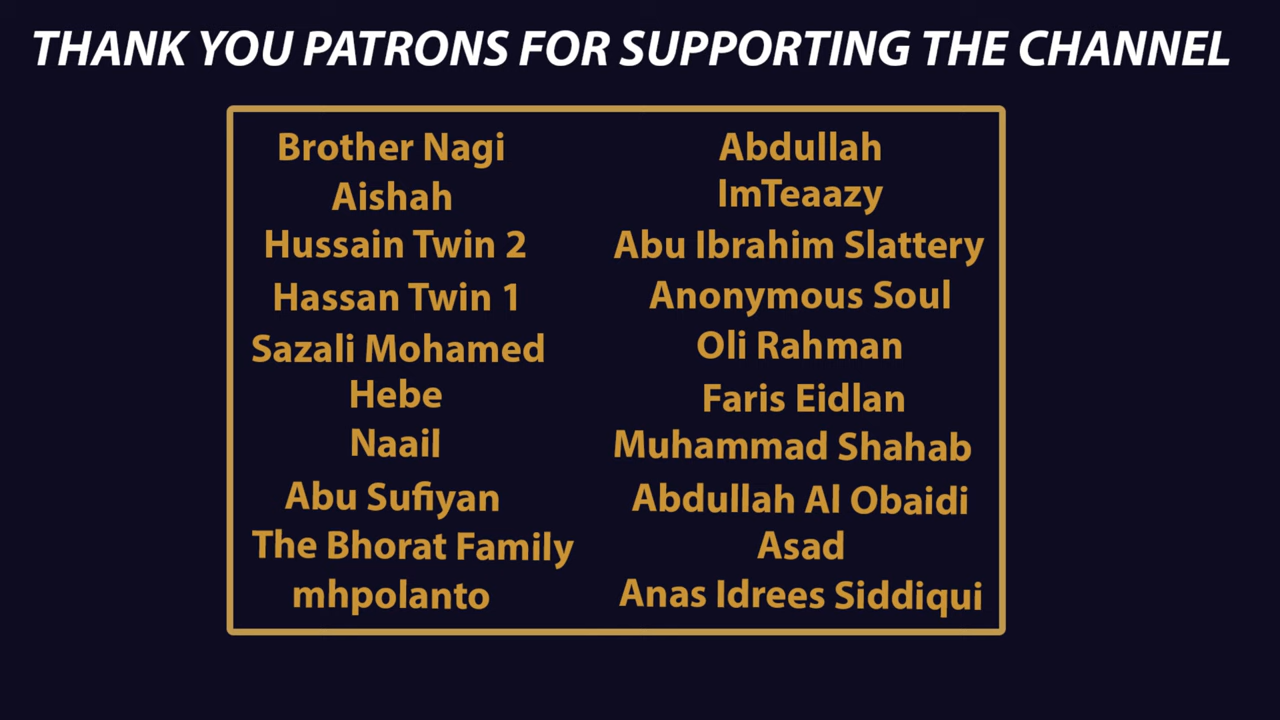 THANK YOU PATRONS FOR SUPPORTING THE CHANNEL
Brother Nagi
Aishah
Hussain Twin 2
Hassan Twin 1
Sazali Mohamed
Hebe
Naail
Abu Sufiyan
The Bhorat Family
mhpolanto
Abdullah
ImTeaazy
Abu Ibrahim Slattery
Anonymous Soul
Oli Rahman
Faris Eidlan
Muhammad Shahab
Abdullah Al Obaidi
Asad
Anas Idrees Siddiqui